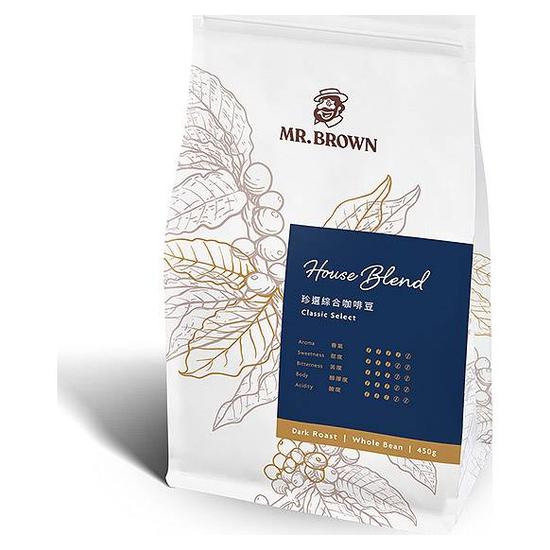 MR. BROWN
House Blend
珍選綜合咖啡豆
Classic Select
Aroma 香氣
Sweetness 甜度
Bitterness 苦度
Body 醇厚度
Acidity 酸度
Dark Roast | Whole Bean | 450g